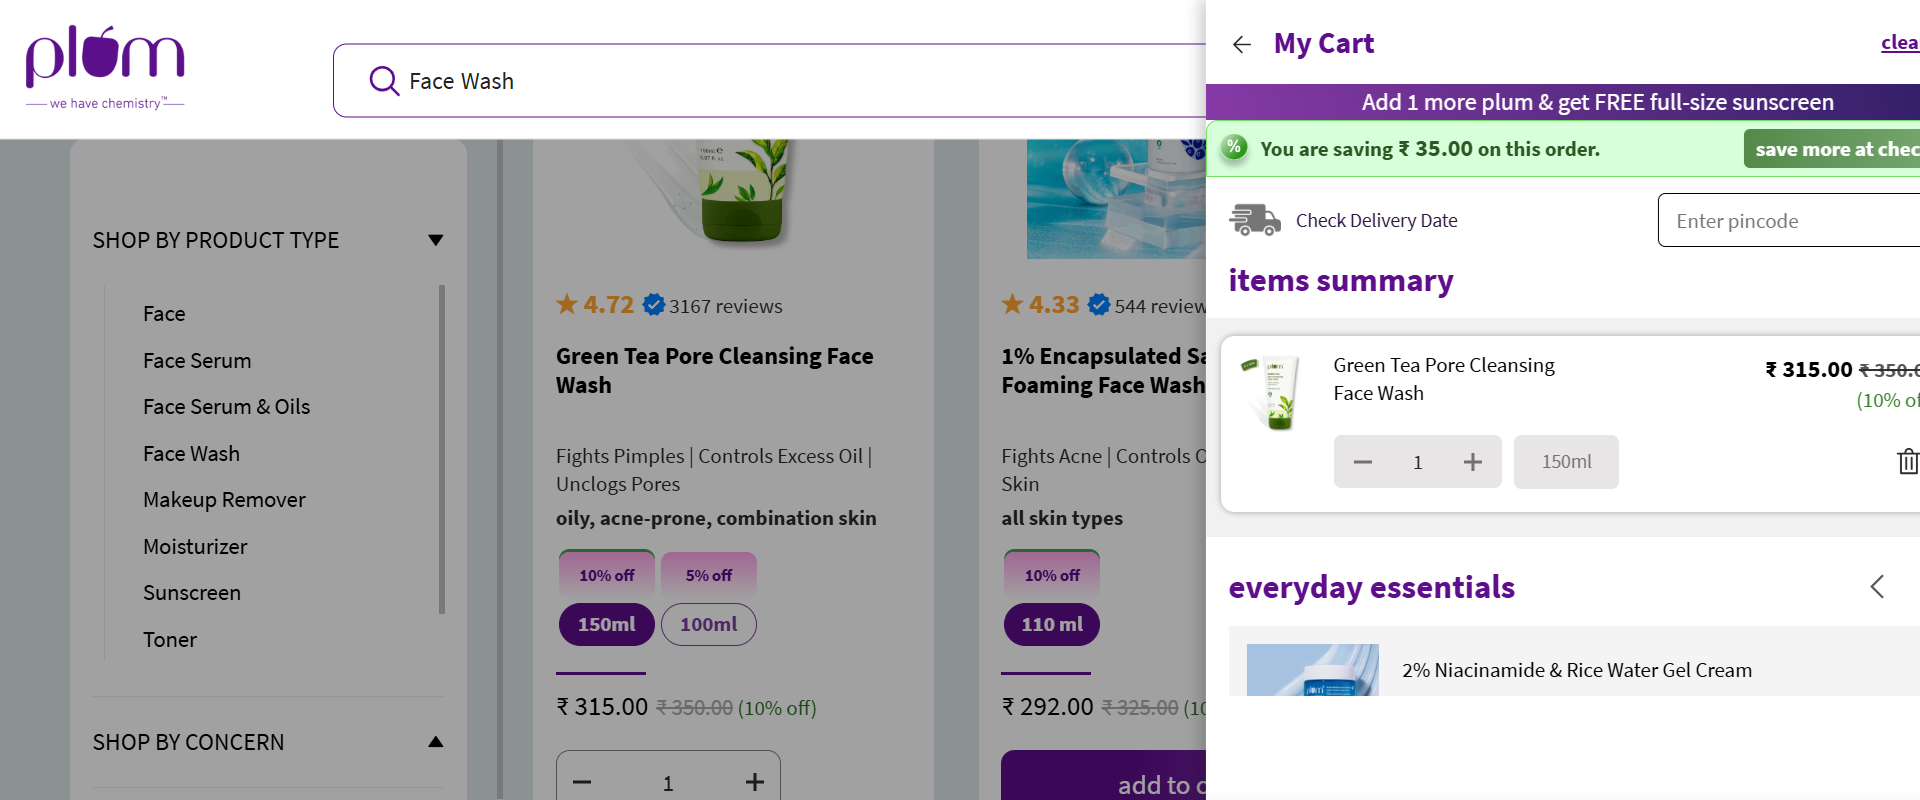 plum
we have chemistry™
Face Wash
SHOP BY PRODUCT TYPE
Face
Face Serum
Face Serum & Oils
Face Wash
Makeup Remover
Moisturizer
Sunscreen
Toner
SHOP BY CONCERN
4.72 3167 reviews
Green Tea Pore Cleansing Face
Wash
Fights Pimples | Controls Excess Oil |
Unclogs Pores
oily, acne-prone, combination skin
10% off 5% off
150ml 100ml
₹ 315.00 ₹ 350.00 (10% off)
1
4.33 544 review
1% Encapsulated Sa
Foaming Face Wash
Fights Acne | Controls O
Skin
all skin types
10% off
110 ml
₹ 292.00 ₹ 325.00 (10
add to c
My Cart
clea
Add 1 more plum & get FREE full-size sunscreen
% You are saving ₹ 35.00 on this order.
save more at chec
Check Delivery Date
Enter pincode
items summary
Green Tea Pore Cleansing
Face Wash
₹ 315.00 ₹ 350.0
(10% of
1
150ml
everyday essentials
plum
2% Niacinamide & Rice Water Gel Cream